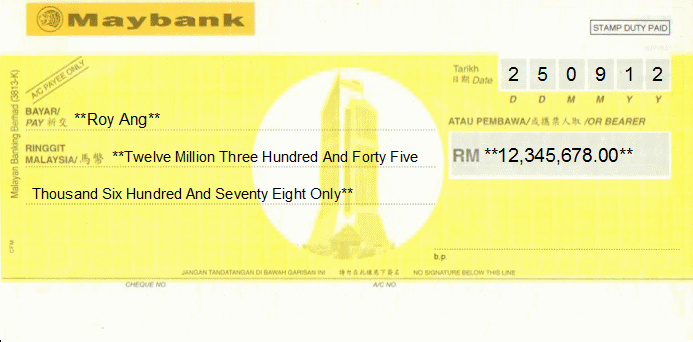 Maybank
STAMP DUTY PAID
A/C PAYEE ONLY
Tarikh
日期 Date
2 5 0 9 1 2
D D M M Y Y
Malayan Banking Berhad (3813-K)
BAYAR/
PAY 祈交 **Roy Ang**
ATAU PEMBAWA/或攜票人取 /OR BEARER
RINGGIT
MALAYSIA/馬幣 **Twelve Million Three Hundred And Forty Five
RM **12,345,678.00**
Thousand Six Hundred And Seventy Eight Only**
CFM
b.p.
JANGAN TANDATANGAN DI BAWAH GARISAN INI 請勿在此線底下簽名 NO SIGNATURE BELOW THIS LINE
CHEQUE NO. A/C NO.